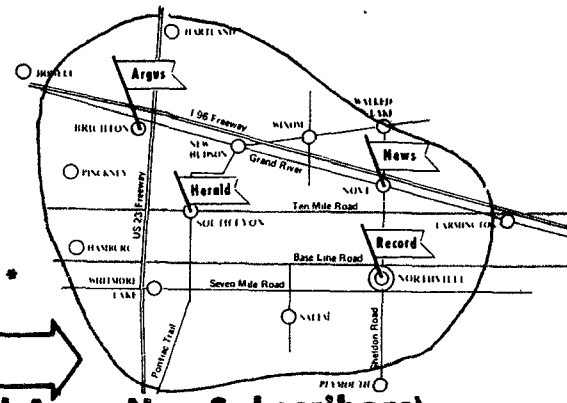 HARTLAND
HOWELL
Argus
I 96 Freeway
WALLED
LAKE
WIXOM
BRIGHTON
NEW
HUDSON
Grand River
News
PINCKNEY
US 23 Freeway
Herald
NOVI
Ten Mile Road
SOUTH LYON
FARMINGTON
HAMBURG
Record
Base Line Road
NORTHVILLE
WHITMORE
LAKE
Seven Mile Road
SALEM
Pontiac Trail
Sheldon Road
PLYMOUTH